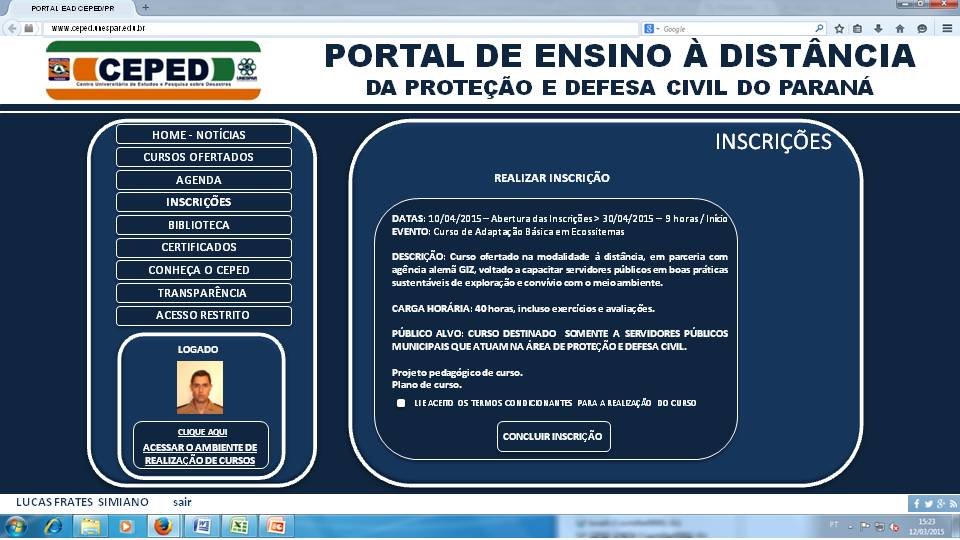 PORTAL EAD CEPED/PR
www.ceped.unespar.edu.br
Google
CEPED
Centro Universitário de Estudos e Pesquisa sobre Desastres
UNESPAR
PORTAL DE ENSINO À DISTÂNCIA
DA PROTEÇÃO E DEFESA CIVIL DO PARANÁ
HOME - NOTÍCIAS
CURSOS OFERTADOS
AGENDA
INSCRIÇÕES
BIBLIOTECA
CERTIFICADOS
CONHEÇA O CEPED
TRANSPARÊNCIA
ACESSO RESTRITO
LOGADO
CLIQUE AQUI
ACESSAR O AMBIENTE DE
REALIZAÇÃO DE CURSOS
INSCRIÇÕES
REALIZAR INSCRIÇÃO
DATAS: 10/04/2015 – Abertura das Inscrições > 30/04/2015 – 9 horas / Início
EVENTO: Curso de Adaptação Básica em Ecossitemas
DESCRIÇÃO: Curso ofertado na modalidade à distância, em parceria com
agência alemã GIZ, voltado a capacitar servidores públicos em boas práticas
sustentáveis de exploração e convívio com o meio ambiente.
CARGA HORÁRIA: 40 horas, incluso exercícios e avaliações.
PÚBLICO ALVO: CURSO DESTINADO SOMENTE A SERVIDORES PÚBLICOS
MUNICIPAIS QUE ATUAM NA ÁREA DE PROTEÇÃO E DEFESA CIVIL.
Projeto pedagógico de curso.
Plano de curso.
LI E ACEITO OS TERMOS CONDICIONANTES PARA A REALIZAÇÃO DO CURSO
CONCLUIR INSCRIÇÃO
LUCAS FRATES SIMIANO sair
PT
15:23
12/03/2015